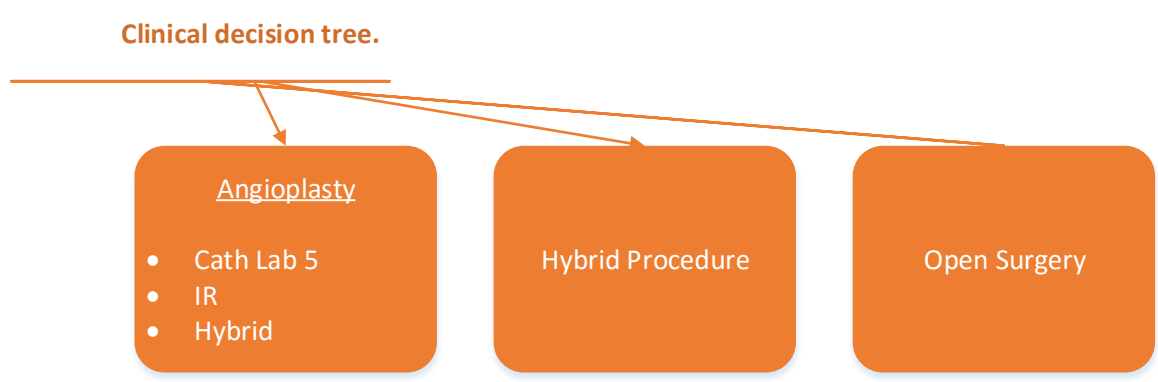 Clinical decision tree.
Angioplasty
• Cath Lab 5
• IR
• Hybrid
Hybrid Procedure
Open Surgery